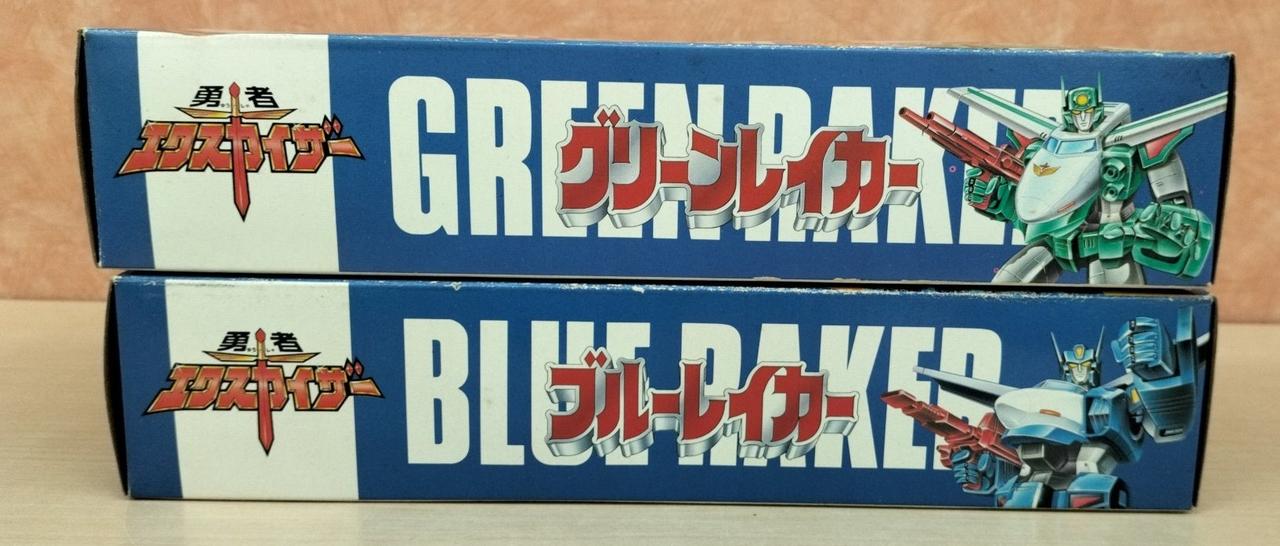 勇者
エクスカイザー
GREEN RAKER
グリーンレイカー
勇者
エクスカイザー
BLUE RAKER
ブルーレイカー